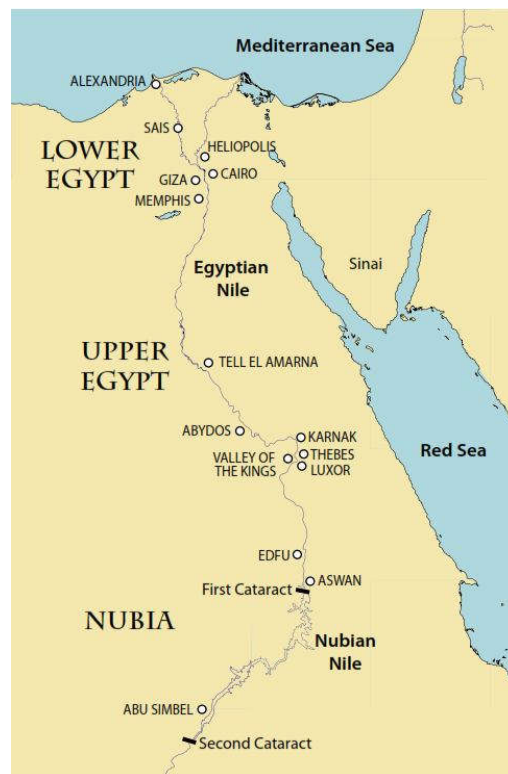 Mediterranean Sea
ALEXANDRIA
SAIS
LOWER
EGYPT
HELIOPOLIS
CAIRO
GIZA
MEMPHIS
Sinai
Egyptian
Nile
UPPER
EGYPT
TELL EL AMARNA
ABYDOS
KARNAK
THEBES
VALLEY OF
THE KINGS
LUXOR
Red Sea
EDFU
ASWAN
First Cataract
NUBIA
Nubian
Nile
ABU SIMBEL
Second Cataract